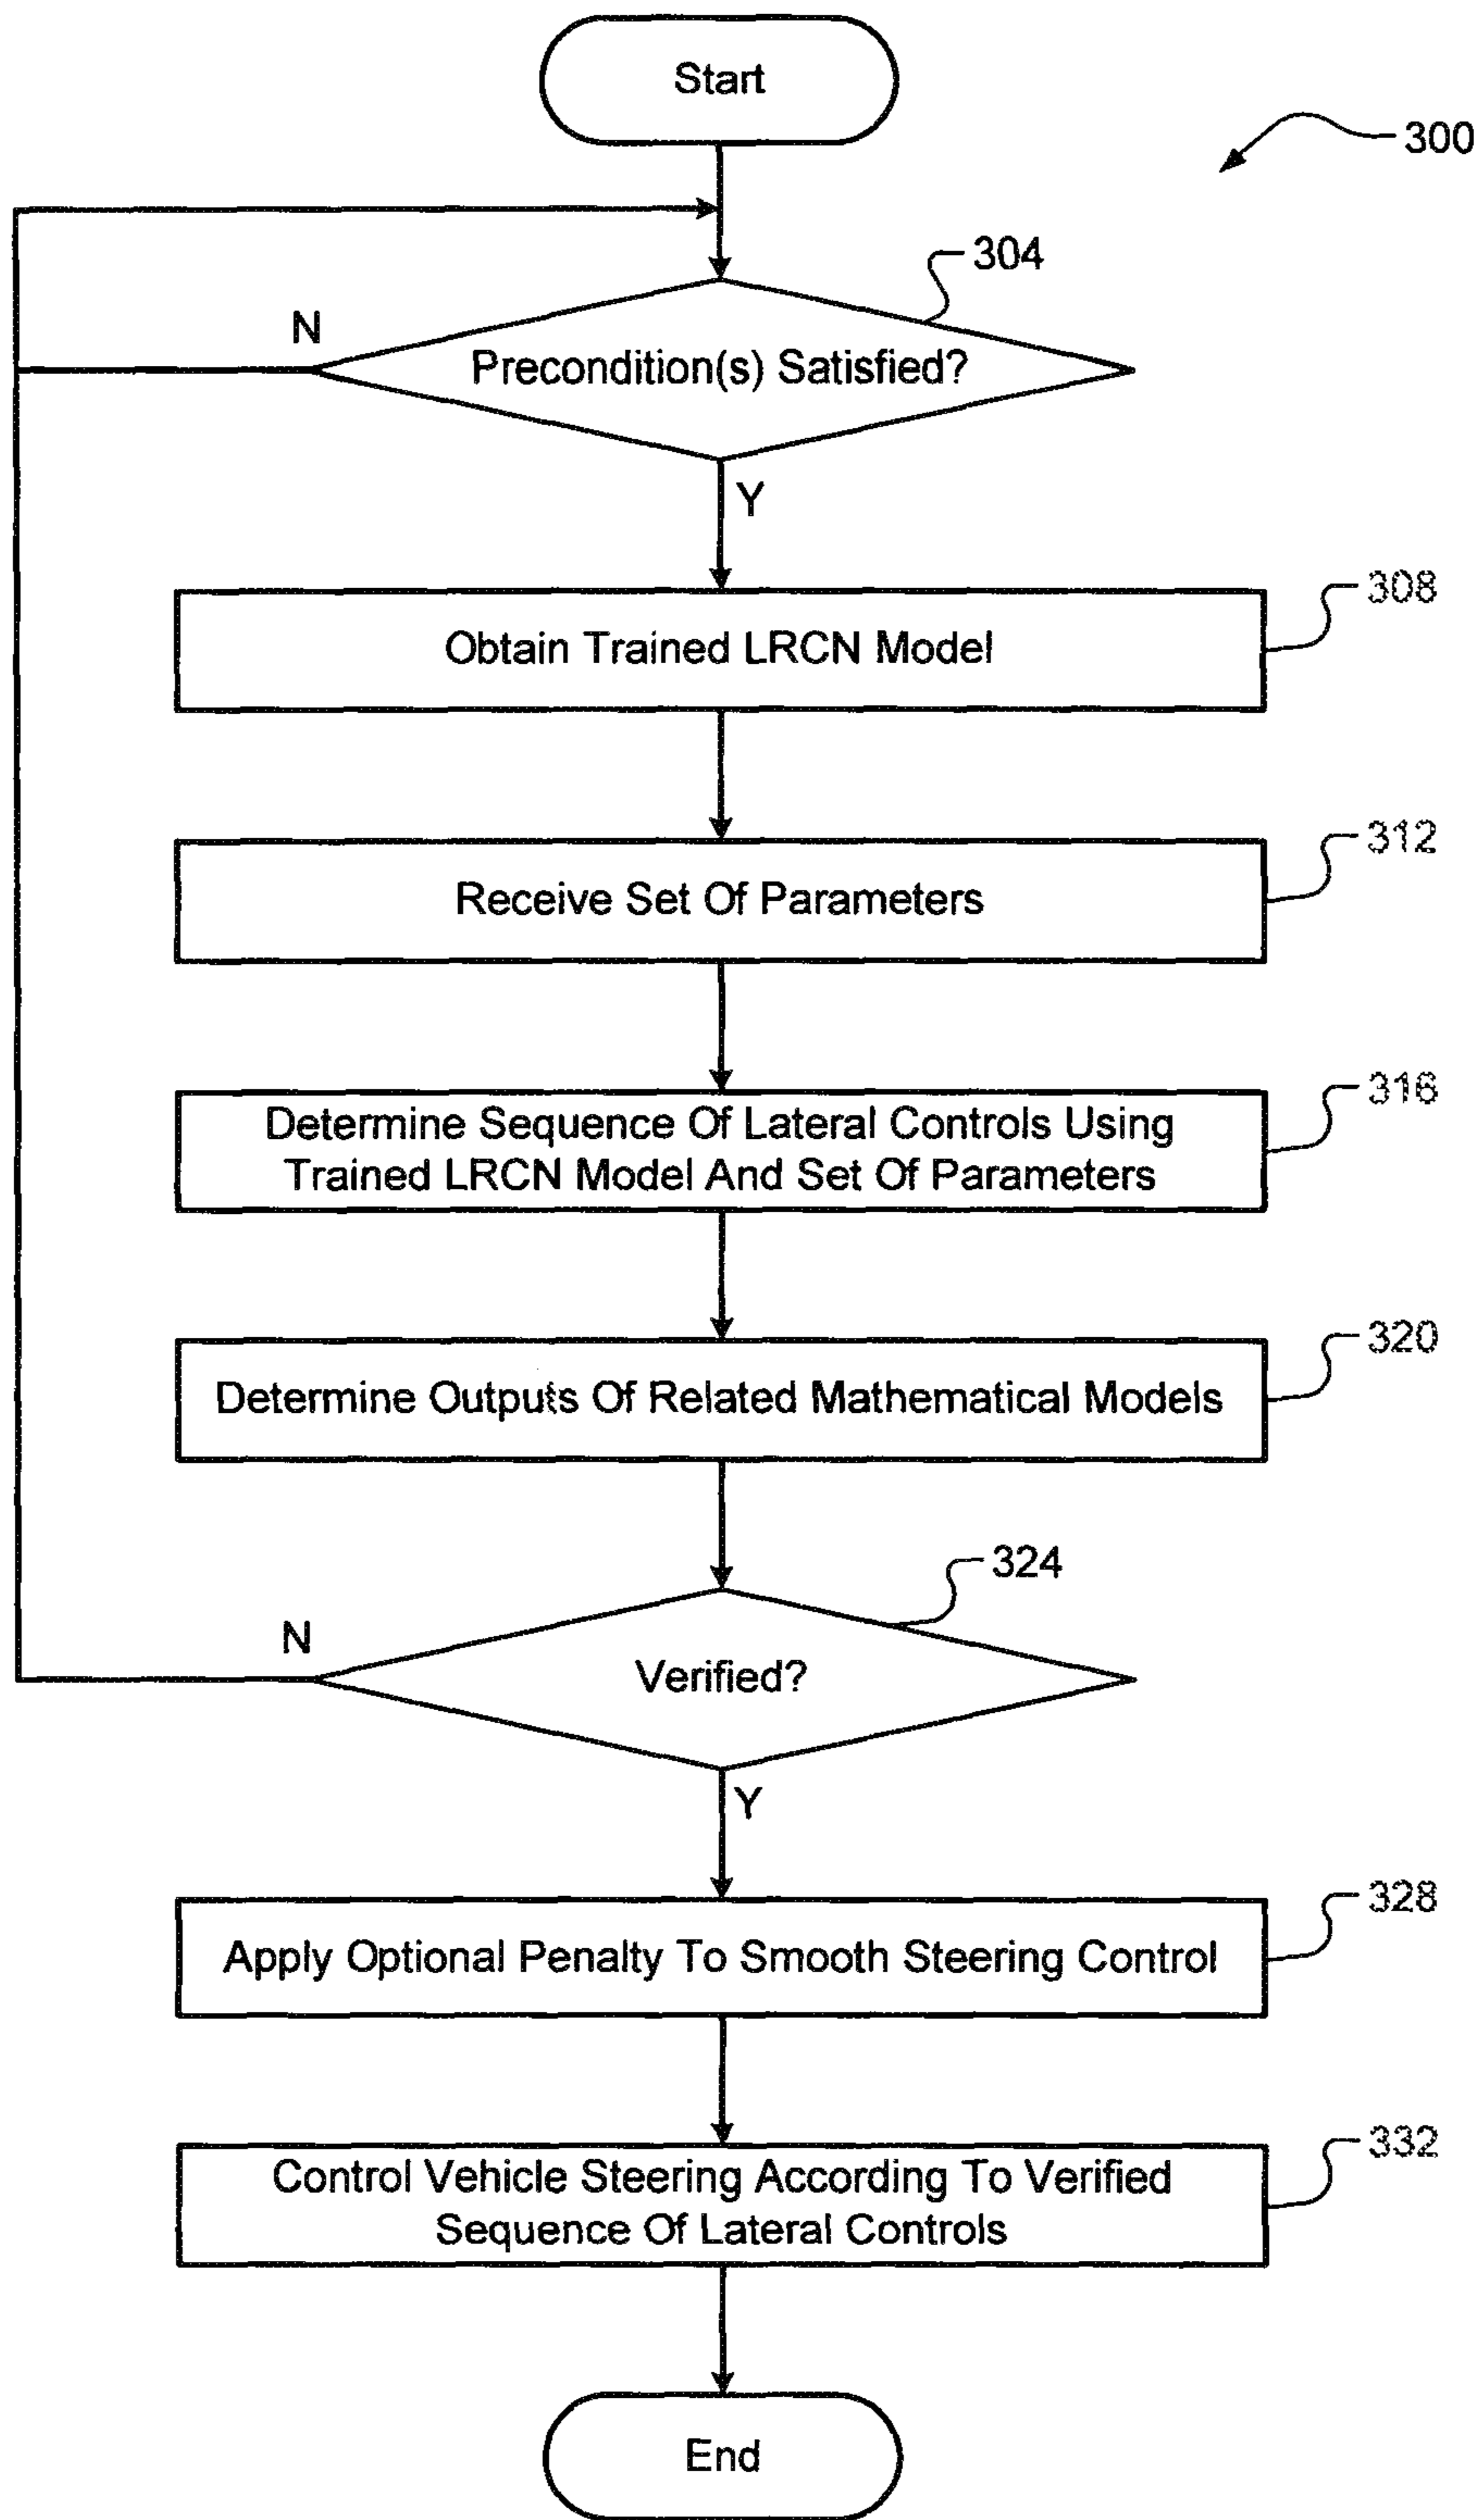 Start
300
304
N
Precondition(s) Satisfied?
Y
308
Obtain Trained LRCN Model
312
Receive Set Of Parameters
316
Determine Sequence Of Lateral Controls Using
Trained LRCN Model And Set Of Parameters
320
Determine Outputs Of Related Mathematical Models
324
N
Verified?
Y
328
Apply Optional Penalty To Smooth Steering Control
332
Control Vehicle Steering According To Verified
Sequence Of Lateral Controls
End